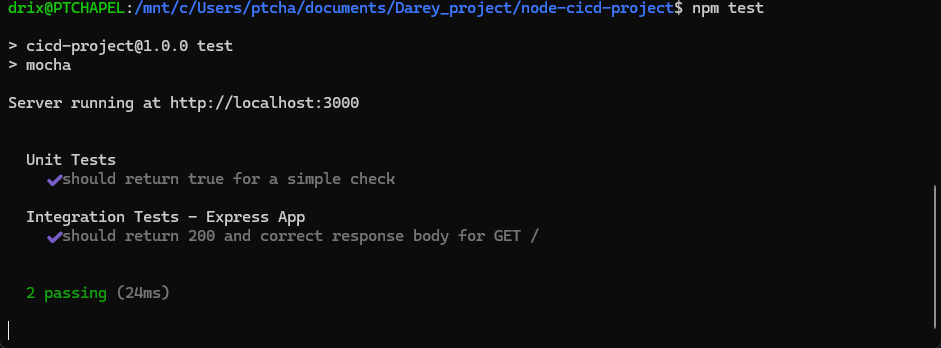 drix@PTCHAPEL:/mnt/c/Users/ptcha/documents/Darey_project/node-cicd-project$ npm test
> cicd-project@1.0.0 test
> mocha
Server running at http://localhost:3000
Unit Tests
✔should return true for a simple check
Integration Tests - Express App
✔should return 200 and correct response body for GET /
2 passing (24ms)